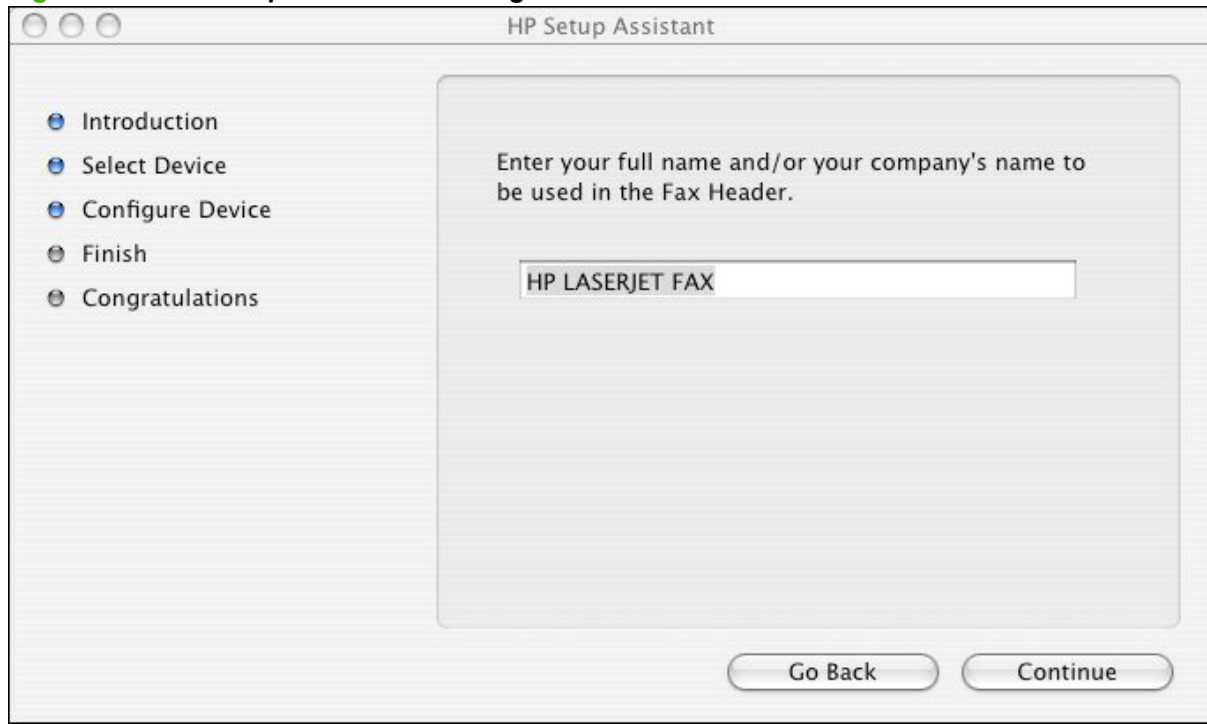 HP Setup Assistant
Introduction
Select Device
Configure Device
Finish
Congratulations
Enter your full name and/or your company's name to
be used in the Fax Header.
HP LASERJET FAX
Go Back
Continue